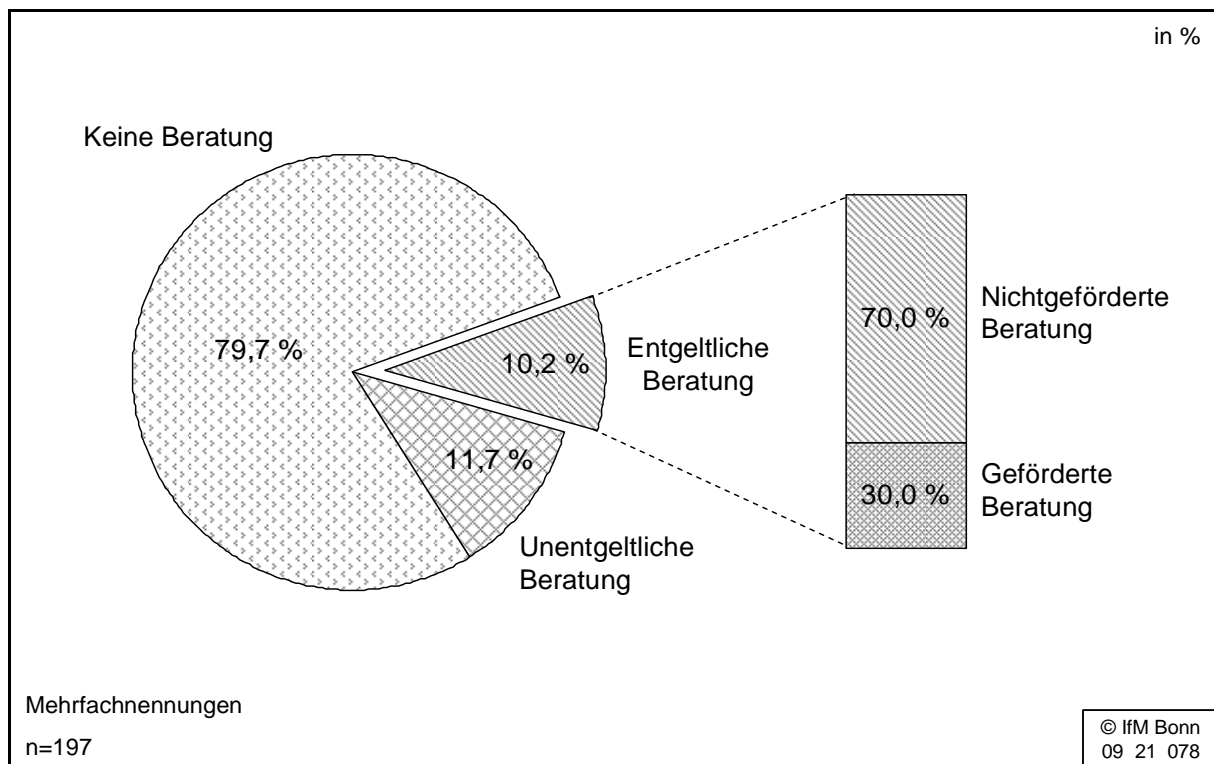 in %
Keine Beratung
79,7 %
10,2 %
Entgeltliche
Beratung
11,7 %
Unentgeltliche
Beratung
70,0 %
Nichtgeförderte
Beratung
30,0 %
Geförderte
Beratung
Mehrfachnennungen
n=197
© IfM Bonn
09 21 078